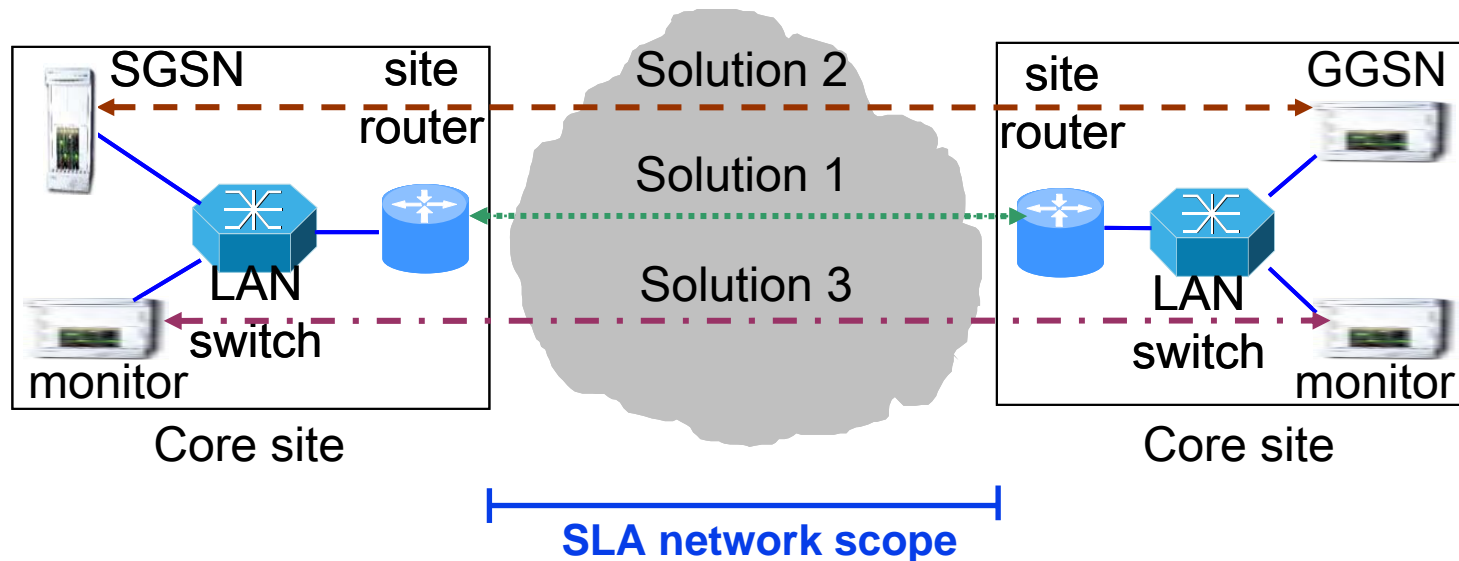 SGSN
site
router
Solution 2
site
router
GGSN
Solution 1
LAN
switch
Solution 3
LAN
switch
monitor
monitor
Core site
Core site
SLA network scope